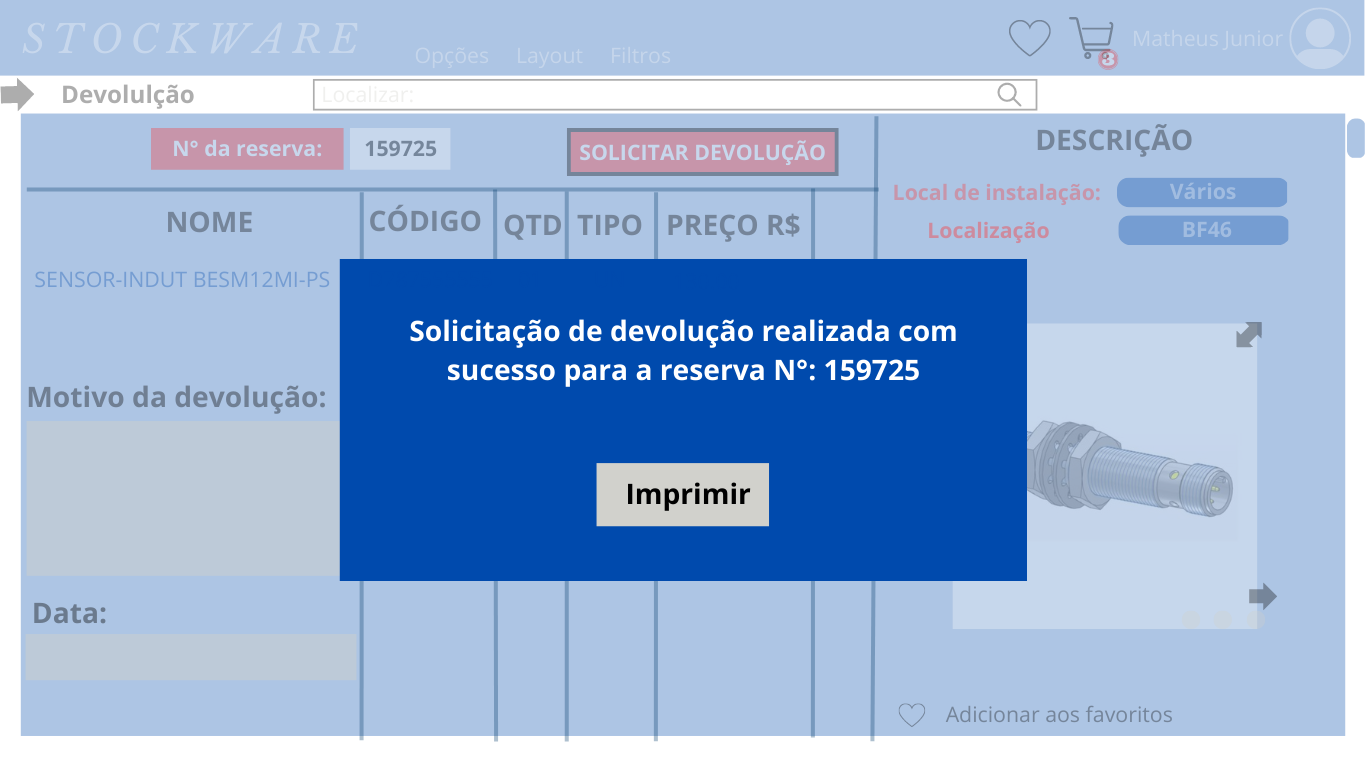 STOCKWARE
Opções Layout Filtros
3
Matheus Junior
Devolulção
Localizar:
N° da reserva: 159725
SOLICITAR DEVOLUÇÃO
DESCRIÇÃO
Local de instalação: Vários
Localização BF46
NOME CÓDIGO QTD TIPO PREÇO R$
SENSOR-INDUT BESM12MI-PS
Solicitação de devolução realizada com
sucesso para a reserva N°: 159725
Imprimir
Motivo da devolução:
Data:
Adicionar aos favoritos